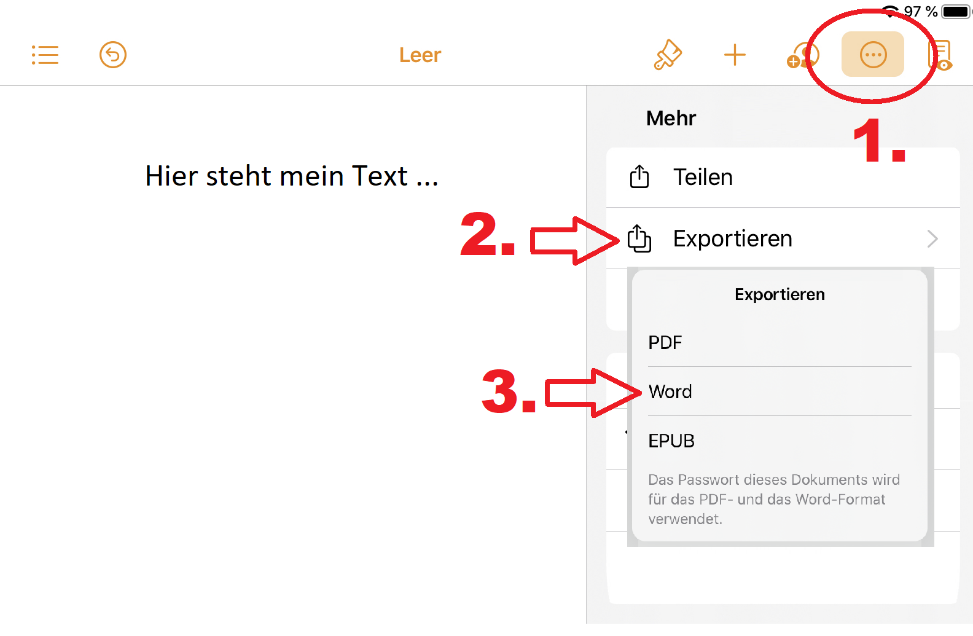 97 %
Leer
Mehr
1.
Hier steht mein Text ...
Teilen
2.
Exportieren
Exportieren
PDF
3.
Word
EPUB
Das Passwort dieses Dokuments wird
für das PDF- und das Word-Format
verwendet.